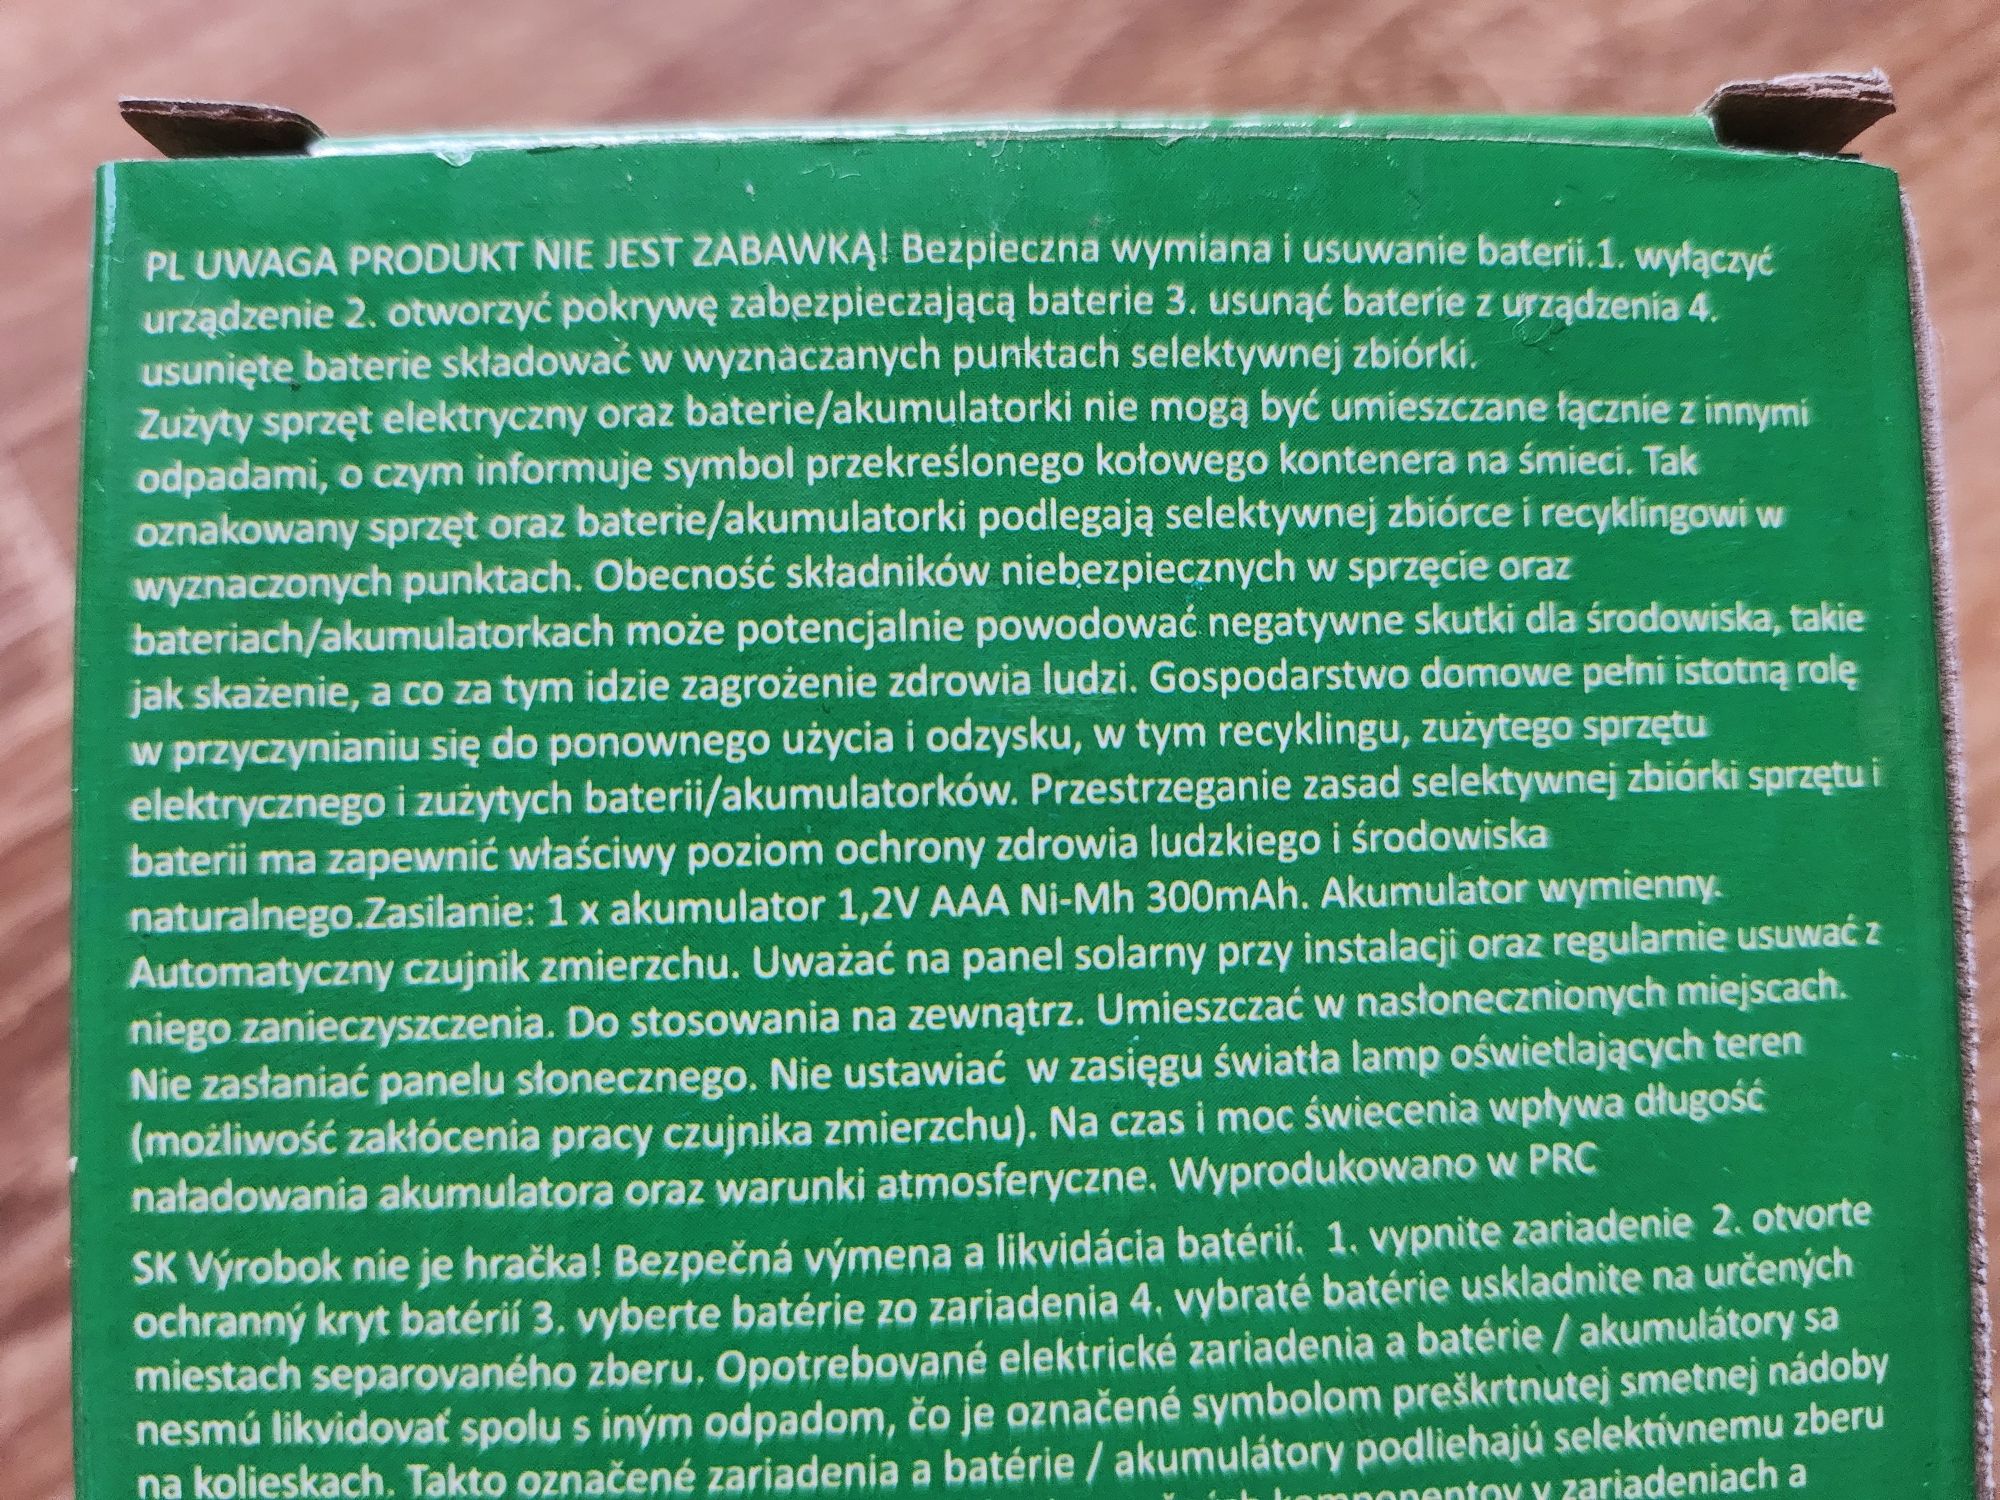 PL UWAGA PRODUKT NIE JEST ZABAWKĄ! Bezpieczna wymiana i usuwanie baterii.1. wyłączyć
urządzenie 2. otworzyć pokrywę zabezpieczającą baterie 3. usunąć baterie z urządzenia 4.
usunięte baterie składować w wyznaczanych punktach selektywnej zbiórki.
Zużyty sprzęt elektryczny oraz baterie/akumulatorki nie mogą być umieszczane łącznie z innymi
odpadami, o czym informuje symbol przekreślonego kołowego kontenera na śmieci. Tak
oznakowany sprzęt oraz baterie/akumulatorki podlegają selektywnej zbiórce i recyklingowi w
wyznaczonych punktach. Obecność składników niebezpiecznych w sprzęcie oraz
bateriach/akumulatorkach może potencjalnie powodować negatywne skutki dla środowiska, takie
jak skażenie, a co za tym idzie zagrożenie zdrowia ludzi. Gospodarstwo domowe pełni istotną rolę
w przyczynianiu się do ponownego użycia i odzysku, w tym recyklingu, zużytego sprzętu
elektrycznego i zużytych baterii/akumulatorków. Przestrzeganie zasad selektywnej zbiórki sprzętu i
baterii ma zapewnić właściwy poziom ochrony zdrowia ludzkiego i środowiska
naturalnego.Zasilanie: 1 x akumulator 1,2V AAA Ni-Mh 300mAh. Akumulator wymienny.
Automatyczny czujnik zmierzchu. Uważać na panel solarny przy instalacji oraz regularnie usuwać z
niego zanieczyszczenia. Do stosowania na zewnątrz. Umieszczać w nasłonecznionych miejscach.
Nie zasłaniać panelu słonecznego. Nie ustawiać w zasięgu światła lamp oświetlających teren
(możliwość zakłócenia pracy czujnika zmierzchu). Na czas i moc świecenia wpływa długość
naładowania akumulatora oraz warunki atmosferyczne. Wyprodukowano w PRC
SK Výrobok nie je hračka! Bezpečná výmena a likvidácia batérií. 1. vypnite zariadenie 2. otvorte
ochranný kryt batérií 3. vyberte batérie zo zariadenia 4. vybraté batérie uskladnite na určených
miestach separovaného zberu. Opotrebované elektrické zariadenia a batérie / akumulátory sa
nesmú likvidovať spolu s iným odpadom, čo je označené symbolom preškrtnutej smetnej nádoby
na kolieskach. Takto označené zariadenia a batérie / akumulátory podliehajú selektívnemu zberu
komponentov v zariadeniach a